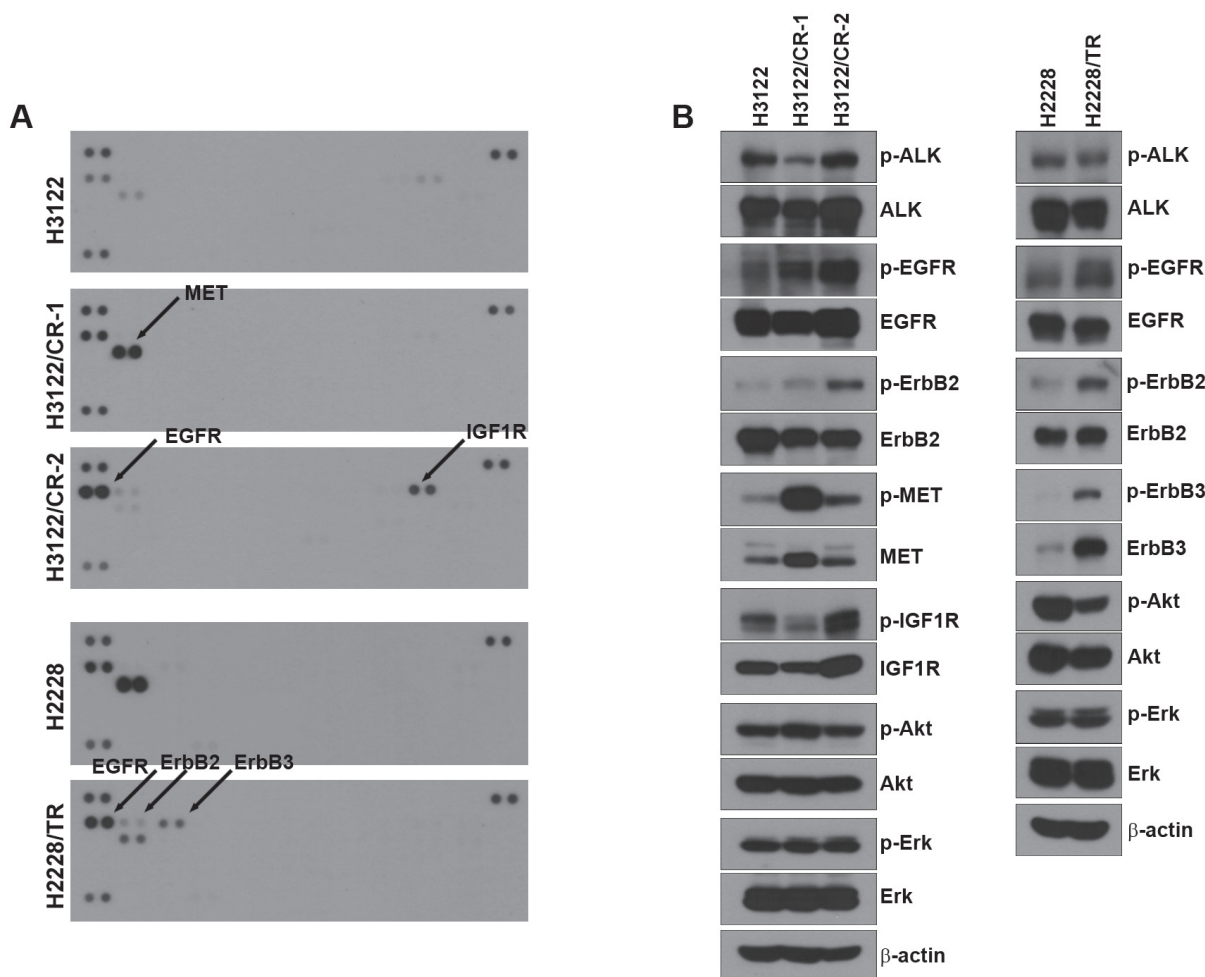 A
H3122
H3122/CR-1
MET
H3122/CR-2
EGFR
IGF1R
H2228
H2228/TR
EGFR
ErbB2
ErbB3
B
H3122
H3122/CR-1
H3122/CR-2
p-ALK
ALK
p-EGFR
EGFR
p-ErbB2
ErbB2
p-MET
MET
p-IGF1R
IGF1R
p-Akt
Akt
p-Erk
Erk
β-actin
H2228
H2228/TR
p-ALK
ALK
p-EGFR
EGFR
p-ErbB2
ErbB2
p-ErbB3
ErbB3
p-Akt
Akt
p-Erk
Erk
β-actin